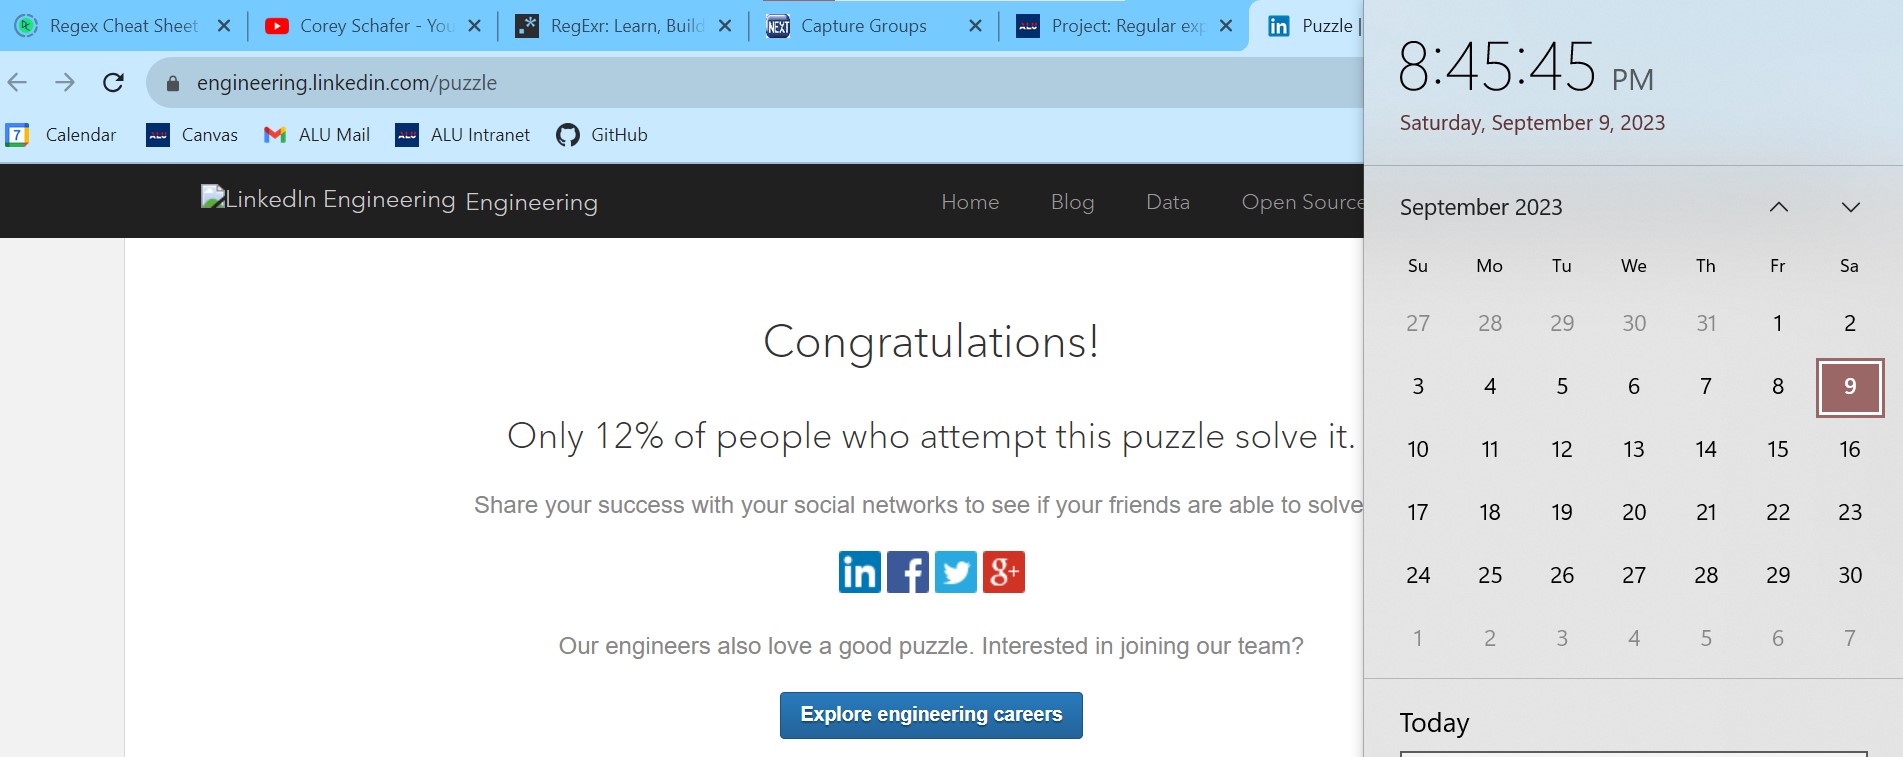 Regex Cheat Sheet
Corey Schafer - You
RegExr: Learn, Build
NEXT Capture Groups
ALU Project: Regular exp
in Puzzle |
engineering.linkedin.com/puzzle
7 Calendar
ALU Canvas
ALU Mail
ALU ALU Intranet
GitHub
LinkedIn Engineering Engineering
Home Blog Data Open Source
Congratulations!
Only 12% of people who attempt this puzzle solve it.
Share your success with your social networks to see if your friends are able to solve
in f g+
Our engineers also love a good puzzle. Interested in joining our team?
Explore engineering careers
8:45:45 PM
Saturday, September 9, 2023
September 2023
Su Mo Tu We Th Fr Sa
27 28 29 30 31 1 2
3 4 5 6 7 8 9
10 11 12 13 14 15 16
17 18 19 20 21 22 23
24 25 26 27 28 29 30
1 2 3 4 5 6 7
Today